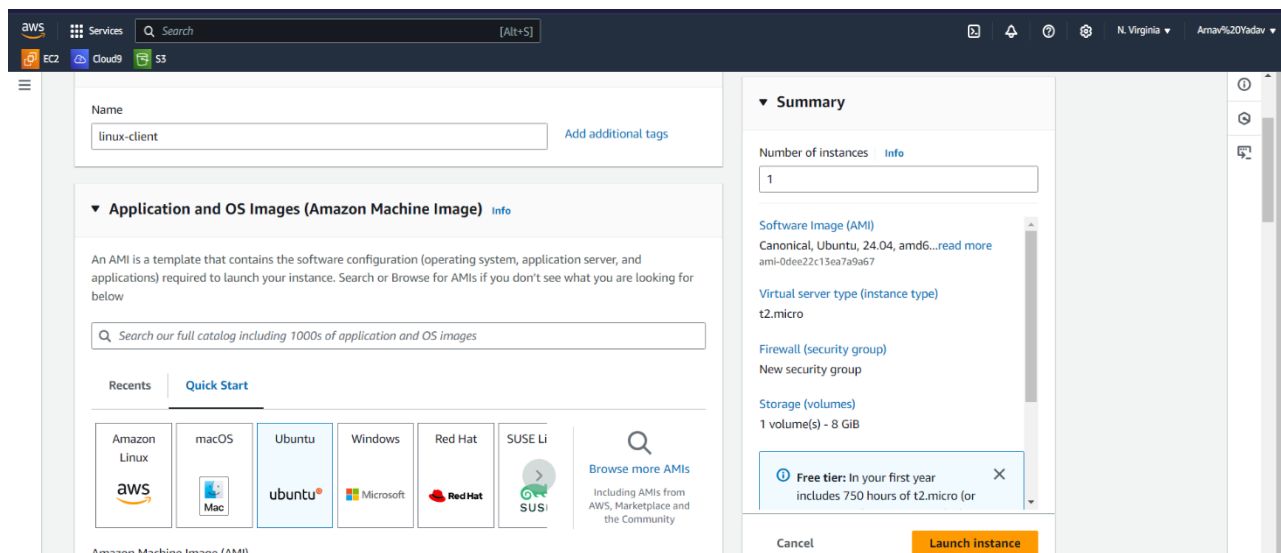 aws
Services
Search
[Alt+S]
N. Virginia
Arnav%20Yadav
EC2
Cloud9
S3
Name
linux-client
Add additional tags
Application and OS Images (Amazon Machine Image) Info
An AMI is a template that contains the software configuration (operating system, application server, and
applications) required to launch your instance. Search or Browse for AMIs if you don't see what you are looking for
below
Search our full catalog including 1000s of application and OS images
Recents
Quick Start
Amazon
Linux
aws
macOS
Mac
Ubuntu
ubuntu®
Windows
Microsoft
Red Hat
Red Hat
SUSE Li
SUS
Browse more AMIs
Including AMIs from
AWS, Marketplace and
the Community
Amazon Machine Image (AMI)
Summary
Number of instances Info
1
Software Image (AMI)
Canonical, Ubuntu, 24.04, amd6...read more
ami-0dee22c13ea7a9a67
Virtual server type (instance type)
t2.micro
Firewall (security group)
New security group
Storage (volumes)
1 volume(s) - 8 GiB
Free tier: In your first year
includes 750 hours of t2.micro (or
Cancel
Launch instance